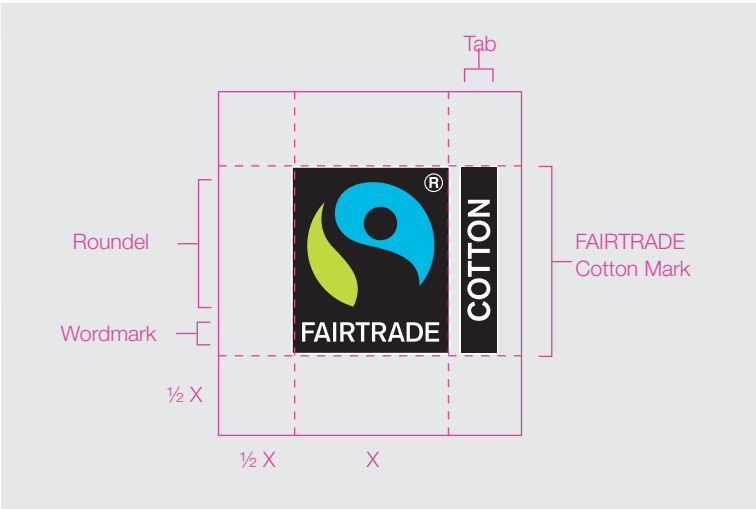 Tab
®
Roundel
COTTON
FAIRTRADE
Cotton Mark
Wordmark
FAIRTRADE
½ X
½ X
X